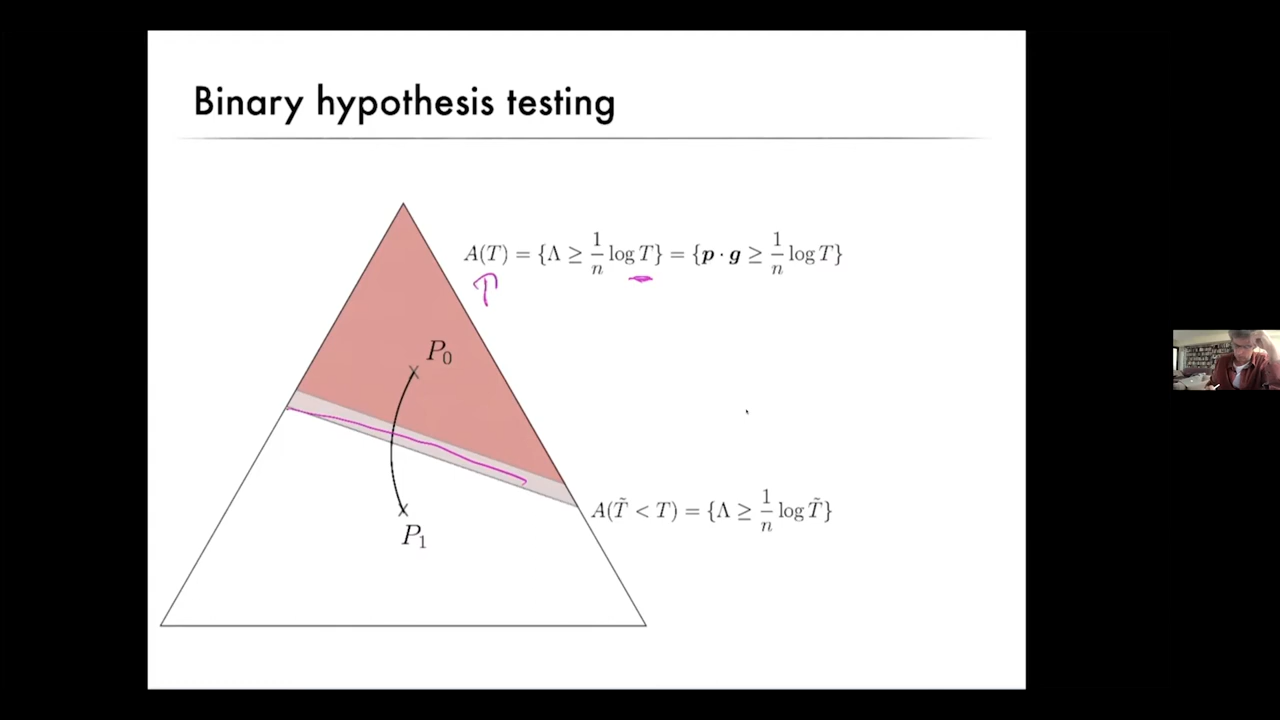 Binary hypothesis testing
A(T) = {Λ ≥ 1/n log T} = {p · g ≥ 1/n log T}
P₀
P₁
A(T̃ < T) = {Λ ≥ 1/n log T̃}